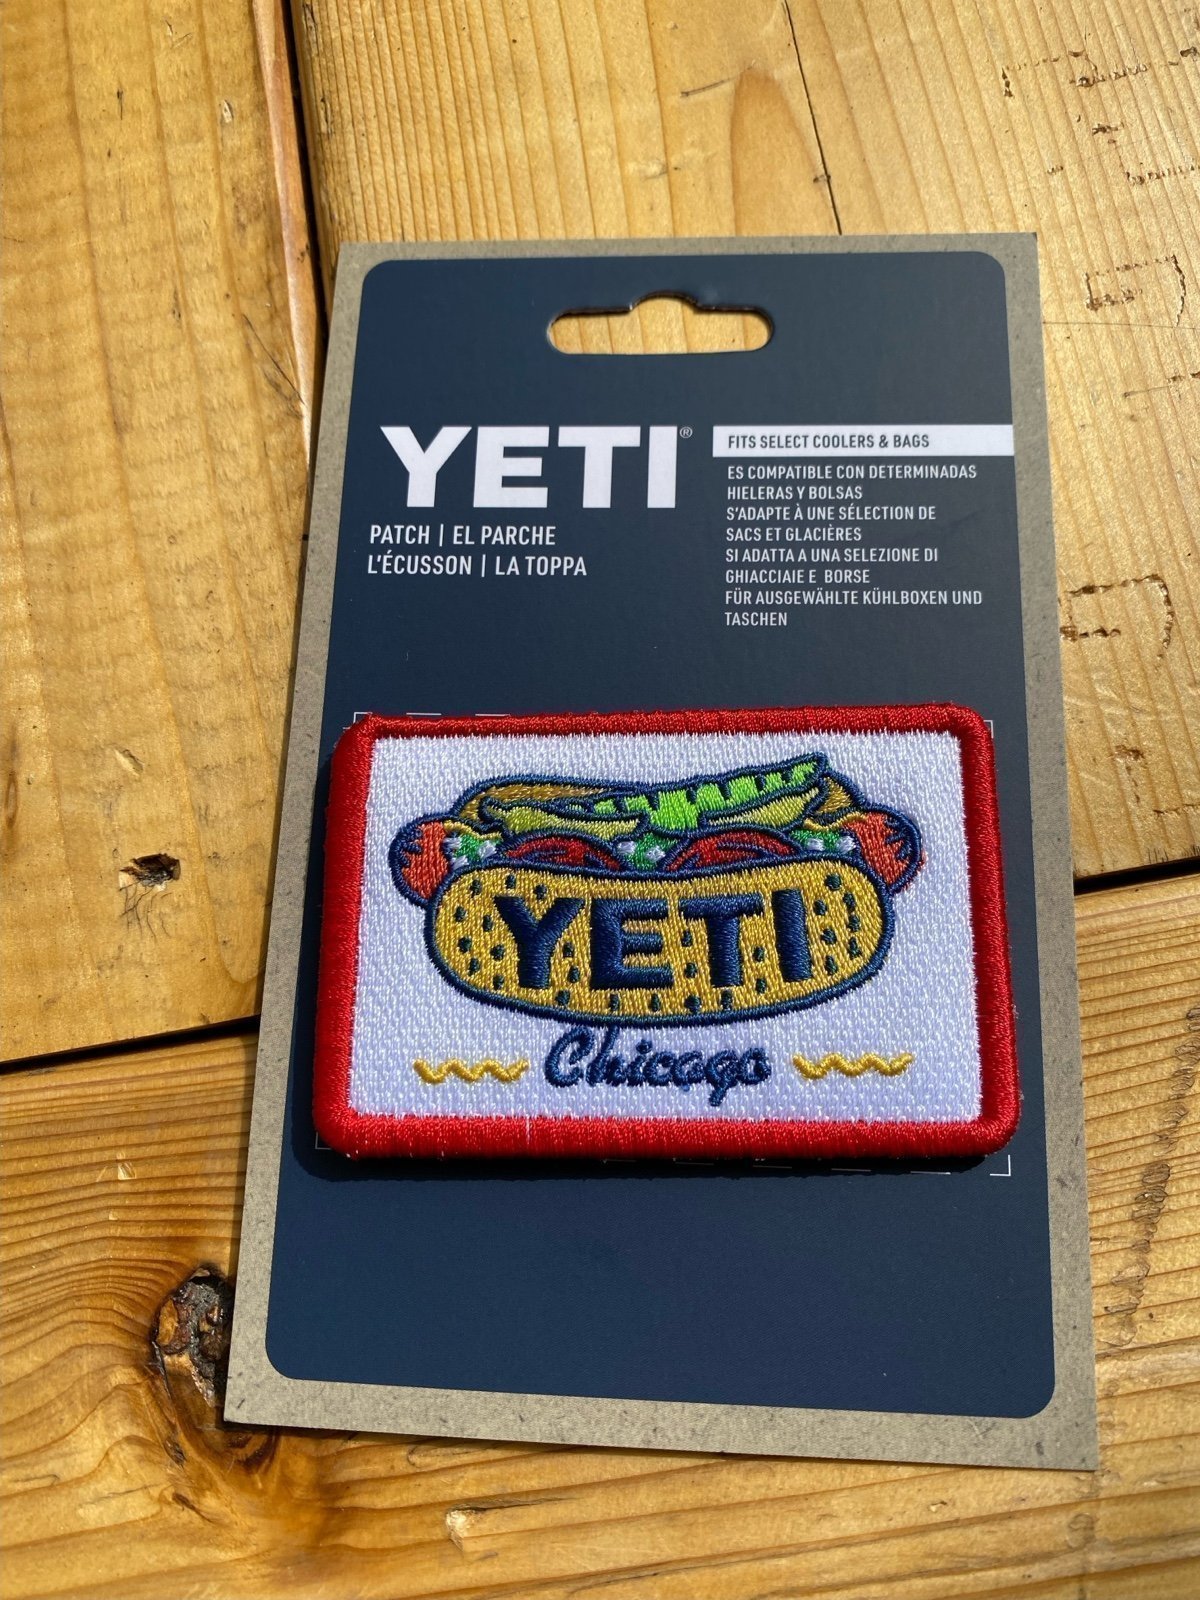 YETI®
PATCH | EL PARCHE
L'ÉCUSSON | LA TOPPA
FITS SELECT COOLERS & BAGS
ES COMPATIBLE CON DETERMINADAS
HIELERAS Y BOLSAS
S'ADAPTE À UNE SÉLECTION DE
SACS ET GLACIÈRES
SI ADATTA A UNA SELEZIONE DI
GHIACCIAIE E BORSE
FÜR AUSGEWÄHLTE KÜHLBOXEN UND
TASCHEN
YETI
Chicago